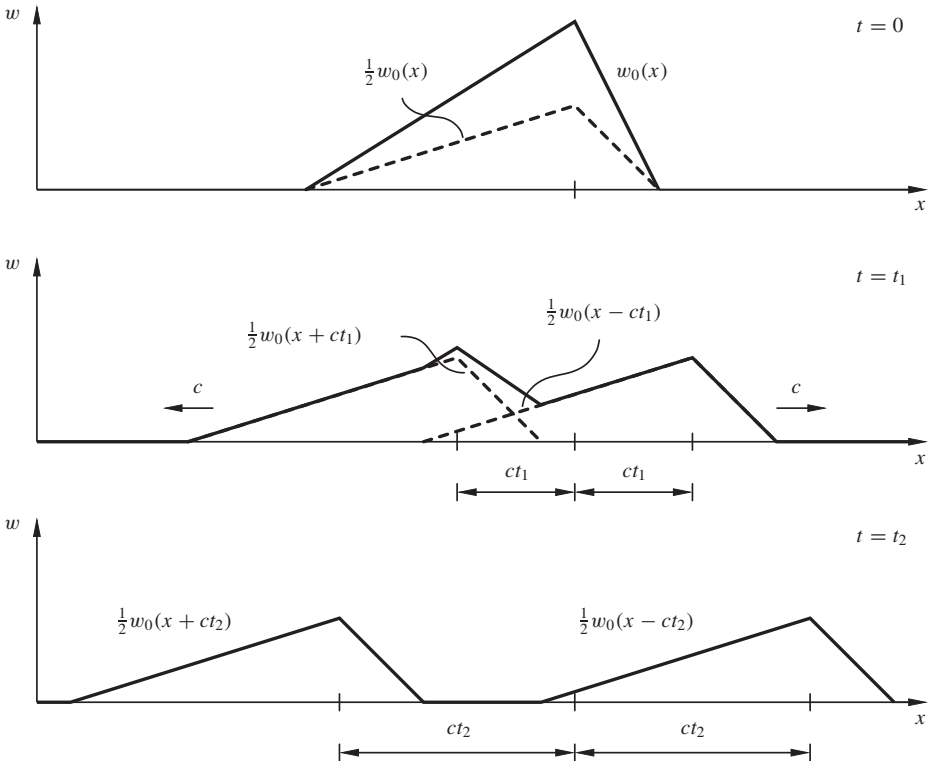 w
t = 0
½w₀(x)
w₀(x)
x
w
t = t₁
½w₀(x − ct₁)
½w₀(x + ct₁)
c
c
x
ct₁
ct₁
w
t = t₂
½w₀(x + ct₂)
½w₀(x − ct₂)
x
ct₂
ct₂